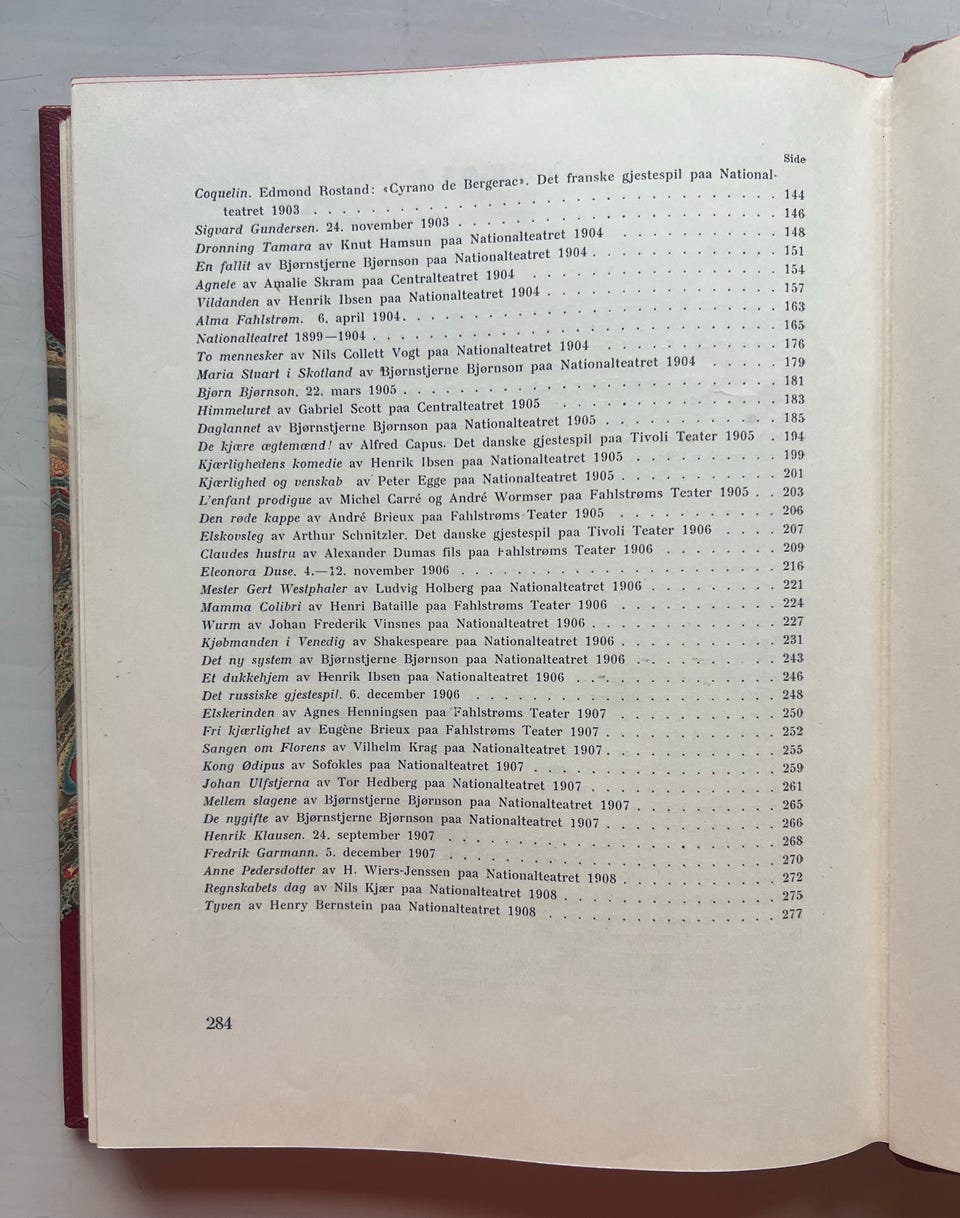 Side
Coquelin. Edmond Rostand: «Cyrano de Bergerac». Det franske gjestespil paa National-
teatret 1903 . . . . . . . . . . . . . . . . . . . . 144
Sigvard Gundersen. 24. november 1903 . . . . . . . . . . . . . 146
Dronning Tamara av Knut Hamsun paa Nationalteatret 1904 . . . . . . . . 148
En fallit av Bjørnstjerne Bjørnson paa Nationalteatret 1904 . . . . . . . . 151
Agnete av Amalie Skram paa Centralteatret 1904 . . . . . . . . . . . 154
Vildanden av Henrik Ibsen paa Nationalteatret 1904 . . . . . . . . . . 157
Alma Fahlstrøm. 6. april 1904 . . . . . . . . . . . . . . . . 163
Nationalteatret 1899—1904 . . . . . . . . . . . . . . . . . 165
To mennesker av Nils Collett Vogt paa Nationalteatret 1904 . . . . . . . . 176
Maria Stuart i Skotland av Bjørnstjerne Bjørnson paa Nationalteatret 1904 . . . . 179
Bjørn Bjørnson. 22. mars 1905 . . . . . . . . . . . . . . . . 181
Himmeluret av Gabriel Scott paa Centralteatret 1905 . . . . . . . . . . 183
Daglannet av Bjørnstjerne Bjørnson paa Nationalteatret 1905 . . . . . . . . 185
De kjære ægtemænd! av Alfred Capus. Det danske gjestespil paa Tivoli Teater 1905 . 194
Kjærlighedens komedie av Henrik Ibsen paa Nationalteatret 1905 . . . . . . . 199
Kjærlighed og venskab av Peter Egge paa Nationalteatret 1905 . . . . . . . . 201
L'enfant prodigue av Michel Carré og André Wormser paa Fahlstrøms Teater 1905 . . 203
Den røde kappe av André Brieux paa Fahlstrøms Teater 1905 . . . . . . . . 206
Elskovsleg av Arthur Schnitzler. Det danske gjestespil paa Tivoli Teater 1906 . . . . 207
Claudes hustru av Alexander Dumas fils paa Fahlstrøms Teater 1906 . . . . . . 209
Eleonora Duse. 4.—12. november 1906 . . . . . . . . . . . . . 216
Mester Gert Westphaler av Ludvig Holberg paa Nationalteatret 1906 . . . . . . 221
Mamma Colibri av Henri Bataille paa Fahlstrøms Teater 1906 . . . . . . . . 224
Wurm av Johan Frederik Vinsnes paa Nationalteatret 1906 . . . . . . . . . 227
Kjøbmanden i Venedig av Shakespeare paa Nationalteatret 1906 . . . . . . . 231
Det ny system av Bjørnstjerne Bjørnson paa Nationalteatret 1906 . . . . . . . 243
Et dukkehjem av Henrik Ibsen paa Nationalteatret 1906 . . . . . . . . . 246
Det russiske gjestespil. 6. december 1906 . . . . . . . . . . . . . 248
Elskerinden av Agnes Henningsen paa Fahlstrøms Teater 1907 . . . . . . . . 250
Fri kjærlighet av Eugène Brieux paa Fahlstrøms Teater 1907 . . . . . . . . 252
Sangen om Florens av Vilhelm Krag paa Nationalteatret 1907 . . . . . . . . 255
Kong Ødipus av Sofokles paa Nationalteatret 1907 . . . . . . . . . . . 259
Johan Ulfstjerna av Tor Hedberg paa Nationalteatret 1907 . . . . . . . . . 261
Mellem slagene av Bjørnstjerne Bjørnson paa Nationalteatret 1907 . . . . . . . 265
De nygifte av Bjørnstjerne Bjørnson paa Nationalteatret 1907 . . . . . . . . 266
Henrik Klausen. 24. september 1907 . . . . . . . . . . . . . . 268
Fredrik Garmann. 5. december 1907 . . . . . . . . . . . . . . 270
Anne Pedersdotter av H. Wiers-Jenssen paa Nationalteatret 1908 . . . . . . . 272
Regnskabets dag av Nils Kjær paa Nationalteatret 1908 . . . . . . . . . . 275
Tyven av Henry Bernstein paa Nationalteatret 1908 . . . . . . . . . . 277
284